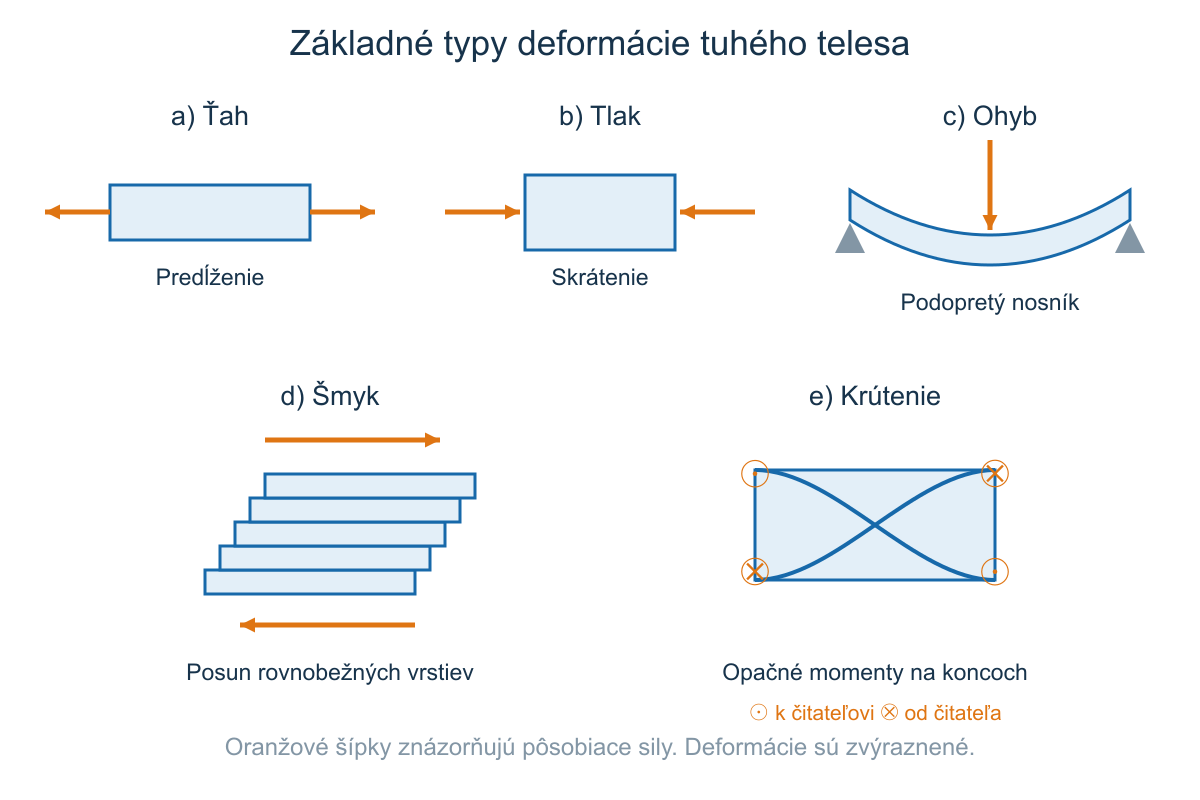 Základné typy deformácie tuhého telesa
a) Ťah
b) Tlak
c) Ohyb
Predĺženie
Skrátenie
Podopretý nosník
d) Šmyk
e) Krútenie
Posun rovnobežných vrstiev
Opačné momenty na koncoch
⊙ k čitateľovi ⊗ od čitateľa
Oranžové šípky znázorňujú pôsobiace sily. Deformácie sú zvýraznené.